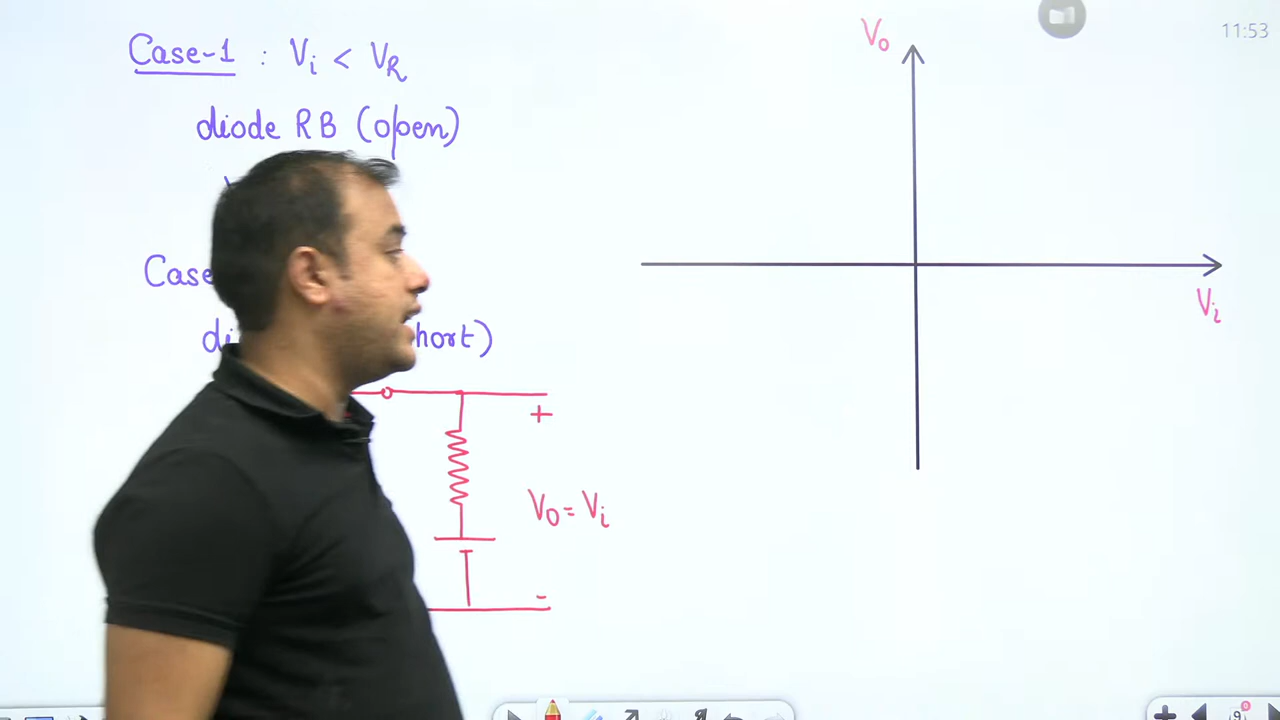 Case-1 : Vi < VR
diode RB (open)
Case
hort)
+
V0 = Vi
-
V0
Vi
11:53